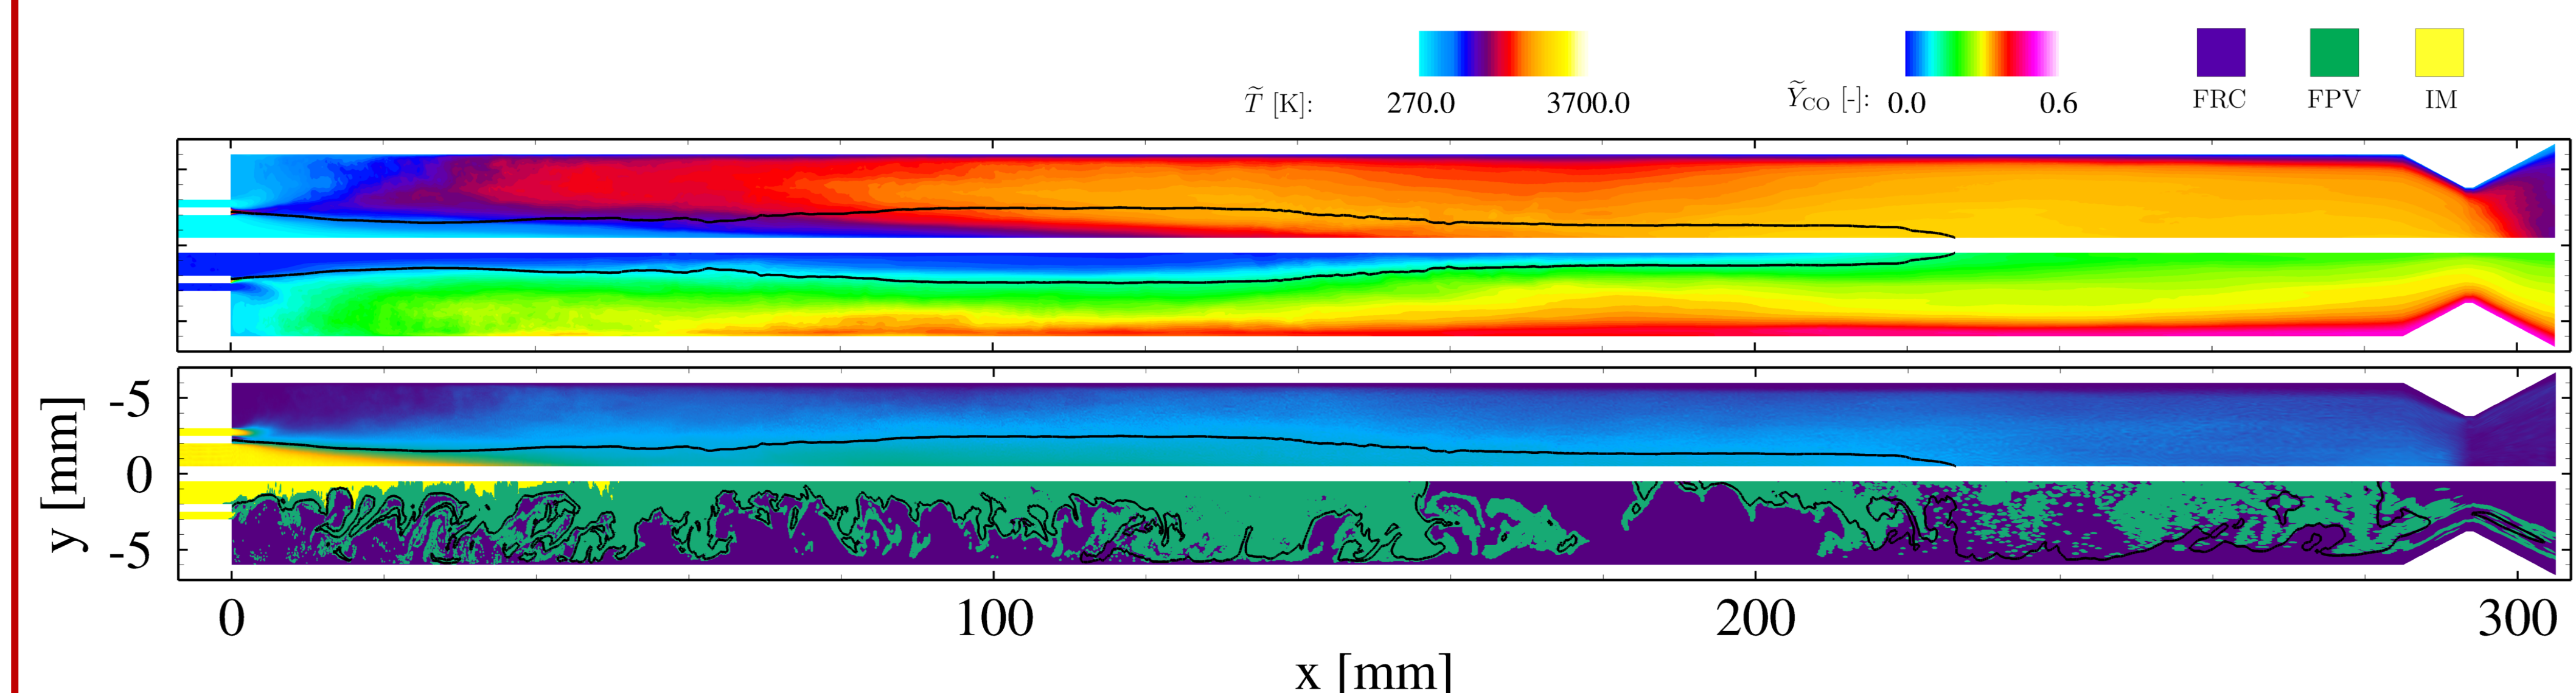 T̃ [K]: 270.0 3700.0
Ỹ_CO [-]: 0.0 0.6
FRC FPV IM
y [mm]
-5
0
-5
0 100 200 300
x [mm]